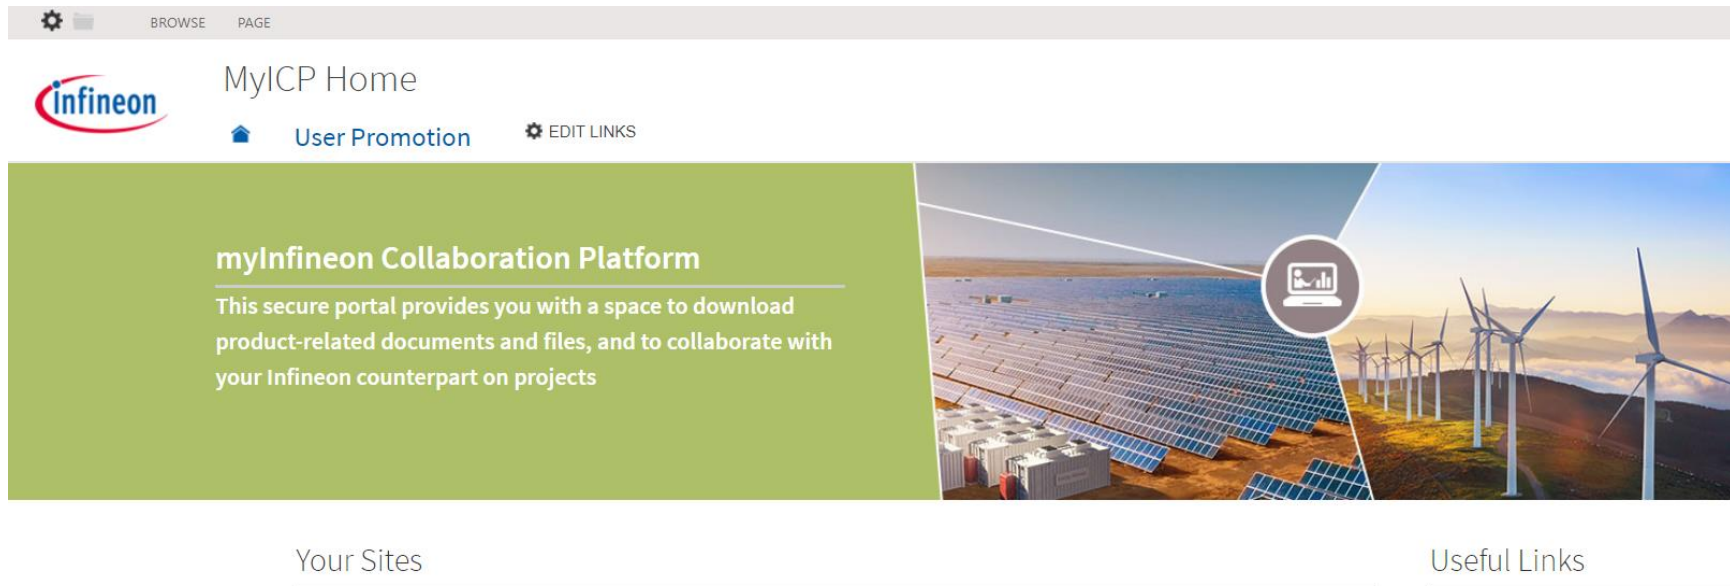 BROWSE PAGE
infineon
MyICP Home
User Promotion EDIT LINKS
myInfineon Collaboration Platform
This secure portal provides you with a space to download
product-related documents and files, and to collaborate with
your Infineon counterpart on projects
Your Sites
Useful Links